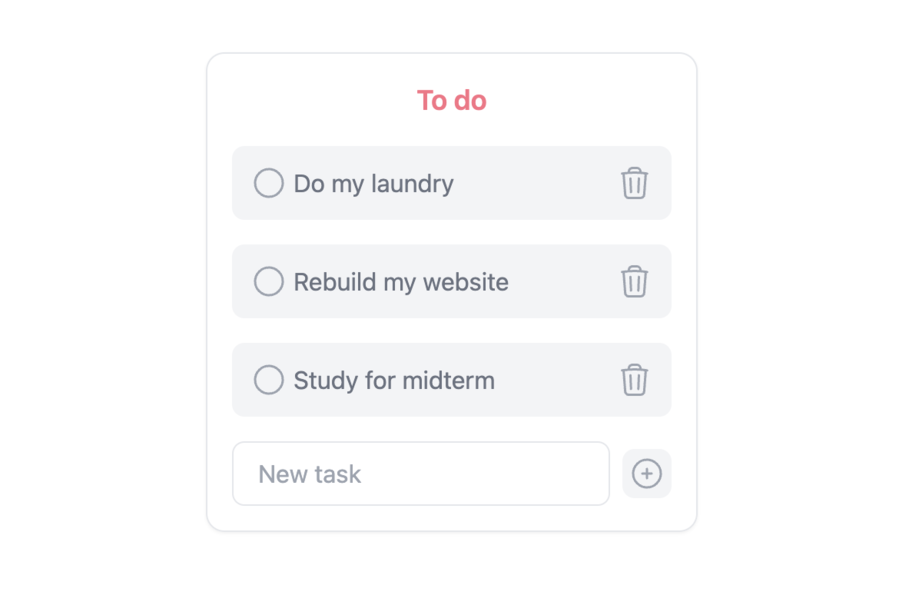 To do
Do my laundry
Rebuild my website
Study for midterm
New task